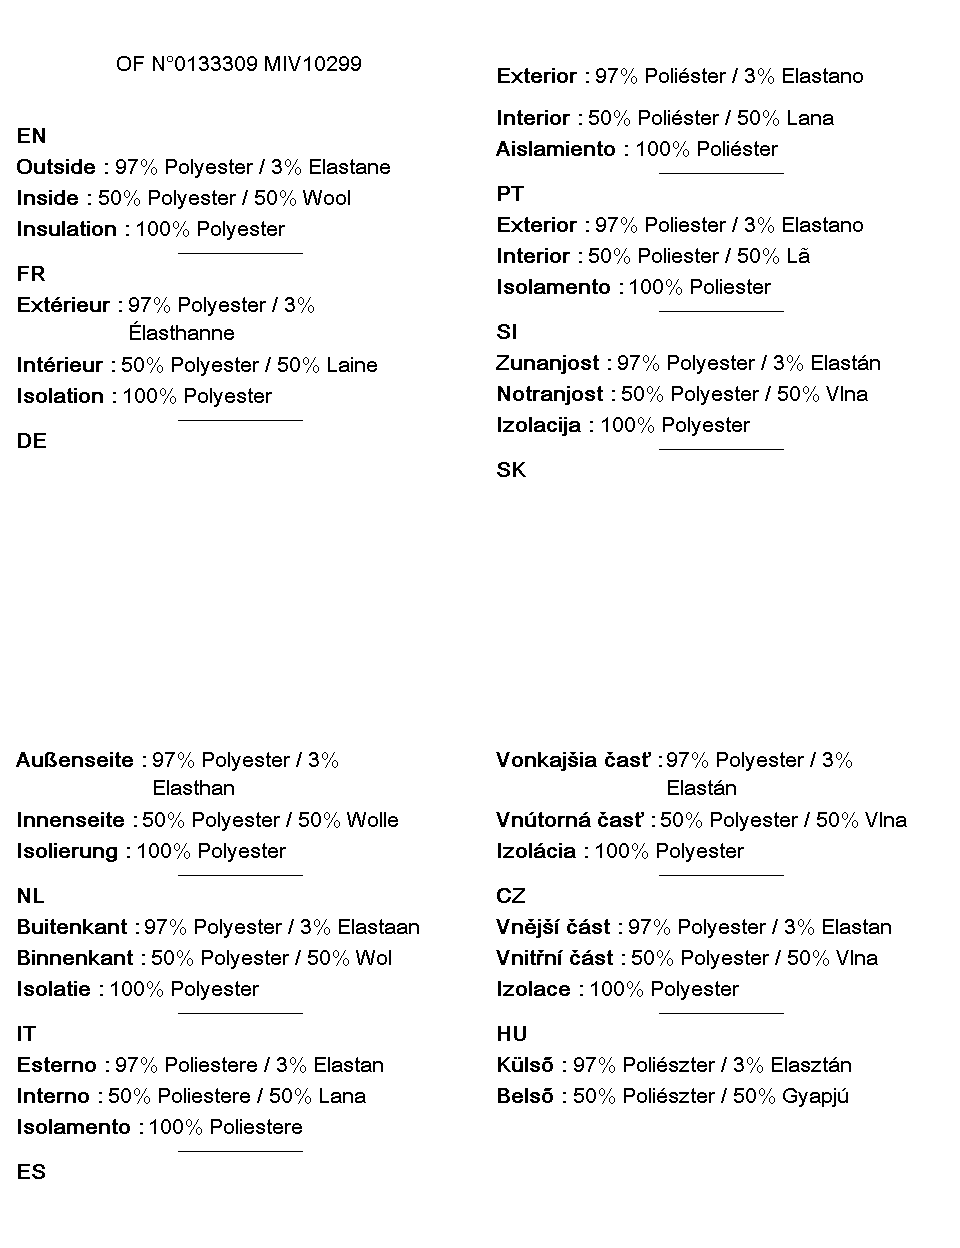 OF N°0133309 MIV10299
EN
Outside : 97% Polyester / 3% Elastane
Inside : 50% Polyester / 50% Wool
Insulation : 100% Polyester
FR
Extérieur : 97% Polyester / 3%
Élasthanne
Intérieur : 50% Polyester / 50% Laine
Isolation : 100% Polyester
DE
Außenseite : 97% Polyester / 3%
Elasthan
Innenseite : 50% Polyester / 50% Wolle
Isolierung : 100% Polyester
NL
Buitenkant : 97% Polyester / 3% Elastaan
Binnenkant : 50% Polyester / 50% Wol
Isolatie : 100% Polyester
IT
Esterno : 97% Poliestere / 3% Elastan
Interno : 50% Poliestere / 50% Lana
Isolamento : 100% Poliestere
ES
Exterior : 97% Poliéster / 3% Elastano
Interior : 50% Poliéster / 50% Lana
Aislamiento : 100% Poliéster
PT
Exterior : 97% Poliester / 3% Elastano
Interior : 50% Poliester / 50% Lã
Isolamento : 100% Poliester
SI
Zunanjost : 97% Polyester / 3% Elastán
Notranjost : 50% Polyester / 50% Vlna
Izolacija : 100% Polyester
SK
Vonkajšia časť : 97% Polyester / 3%
Elastán
Vnútorná časť : 50% Polyester / 50% Vlna
Izolácia : 100% Polyester
CZ
Vnější část : 97% Polyester / 3% Elastan
Vnitřní část : 50% Polyester / 50% Vlna
Izolace : 100% Polyester
HU
Külsõ : 97% Poliészter / 3% Elasztán
Belsõ : 50% Poliészter / 50% Gyapjú